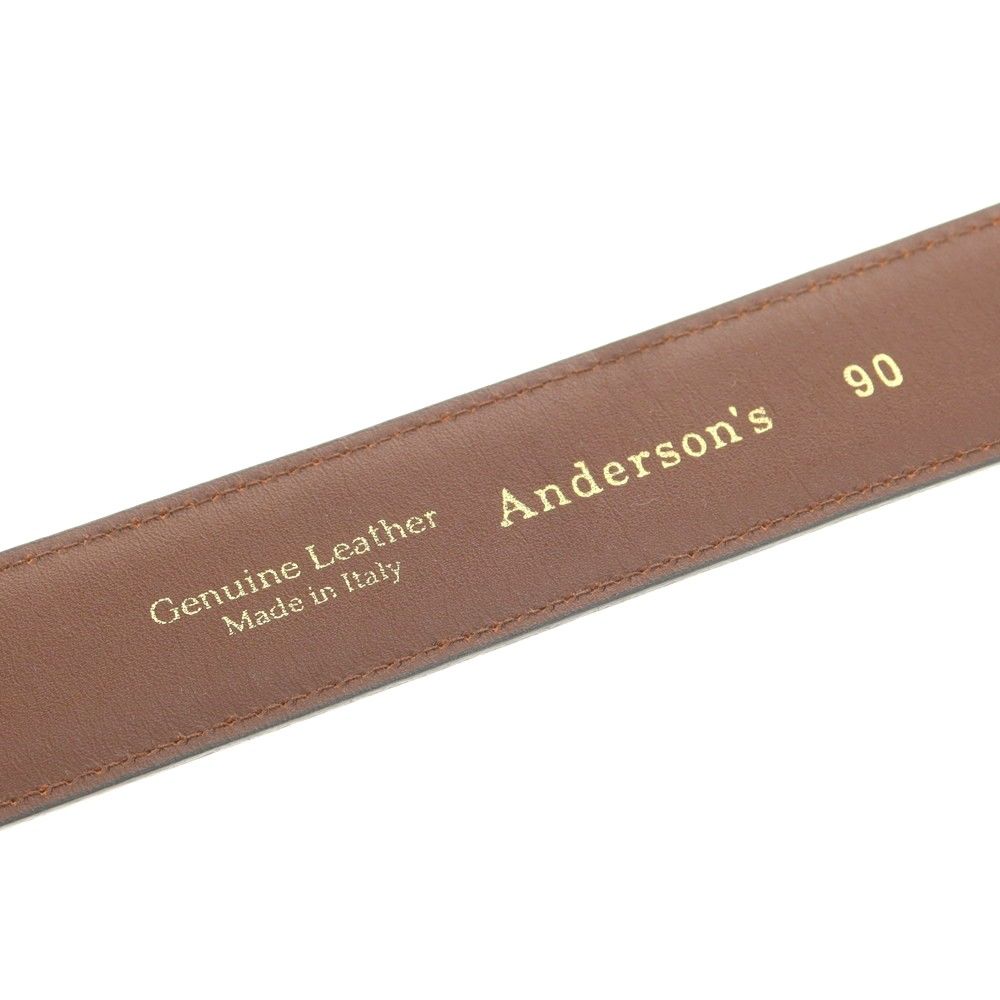 Genuine Leather
Made in Italy
Anderson's
90